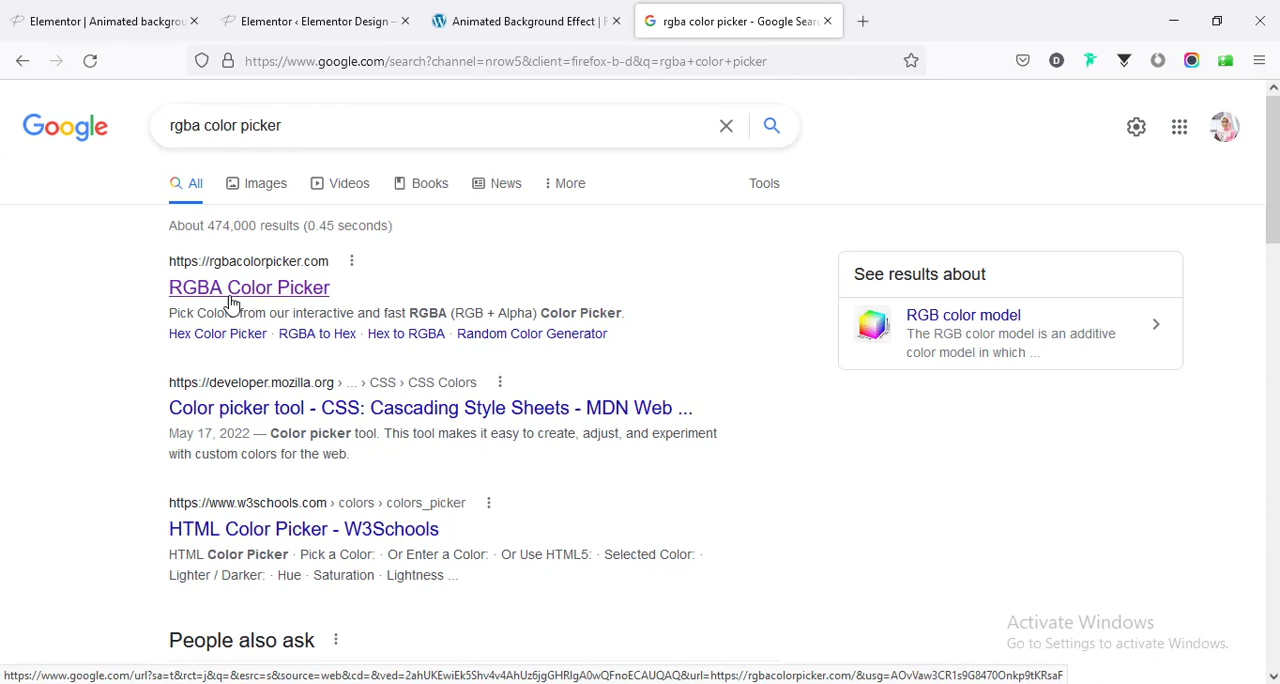 Elementor | Animated backgrou
Elementor ‹ Elementor Design –
Animated Background Effect | F
rgba color picker - Google Sear
https://www.google.com/search?channel=nrow5&client=firefox-b-d&q=rgba+color+picker
Google
rgba color picker
All
Images
Videos
Books
News
More
Tools
About 474,000 results (0.45 seconds)
https://rgbacolorpicker.com
RGBA Color Picker
Pick Color from our interactive and fast RGBA (RGB + Alpha) Color Picker.
Hex Color Picker · RGBA to Hex · Hex to RGBA · Random Color Generator
See results about
RGB color model
The RGB color model is an additive
color model in which ...
https://developer.mozilla.org › ... › CSS › CSS Colors
Color picker tool - CSS: Cascading Style Sheets - MDN Web ...
May 17, 2022 — Color picker tool. This tool makes it easy to create, adjust, and experiment
with custom colors for the web.
https://www.w3schools.com › colors › colors_picker
HTML Color Picker - W3Schools
HTML Color Picker · Pick a Color: · Or Enter a Color: · Or Use HTML5: · Selected Color: ·
Lighter / Darker: · Hue · Saturation · Lightness ...
People also ask
Activate Windows
Go to Settings to activate Windows.